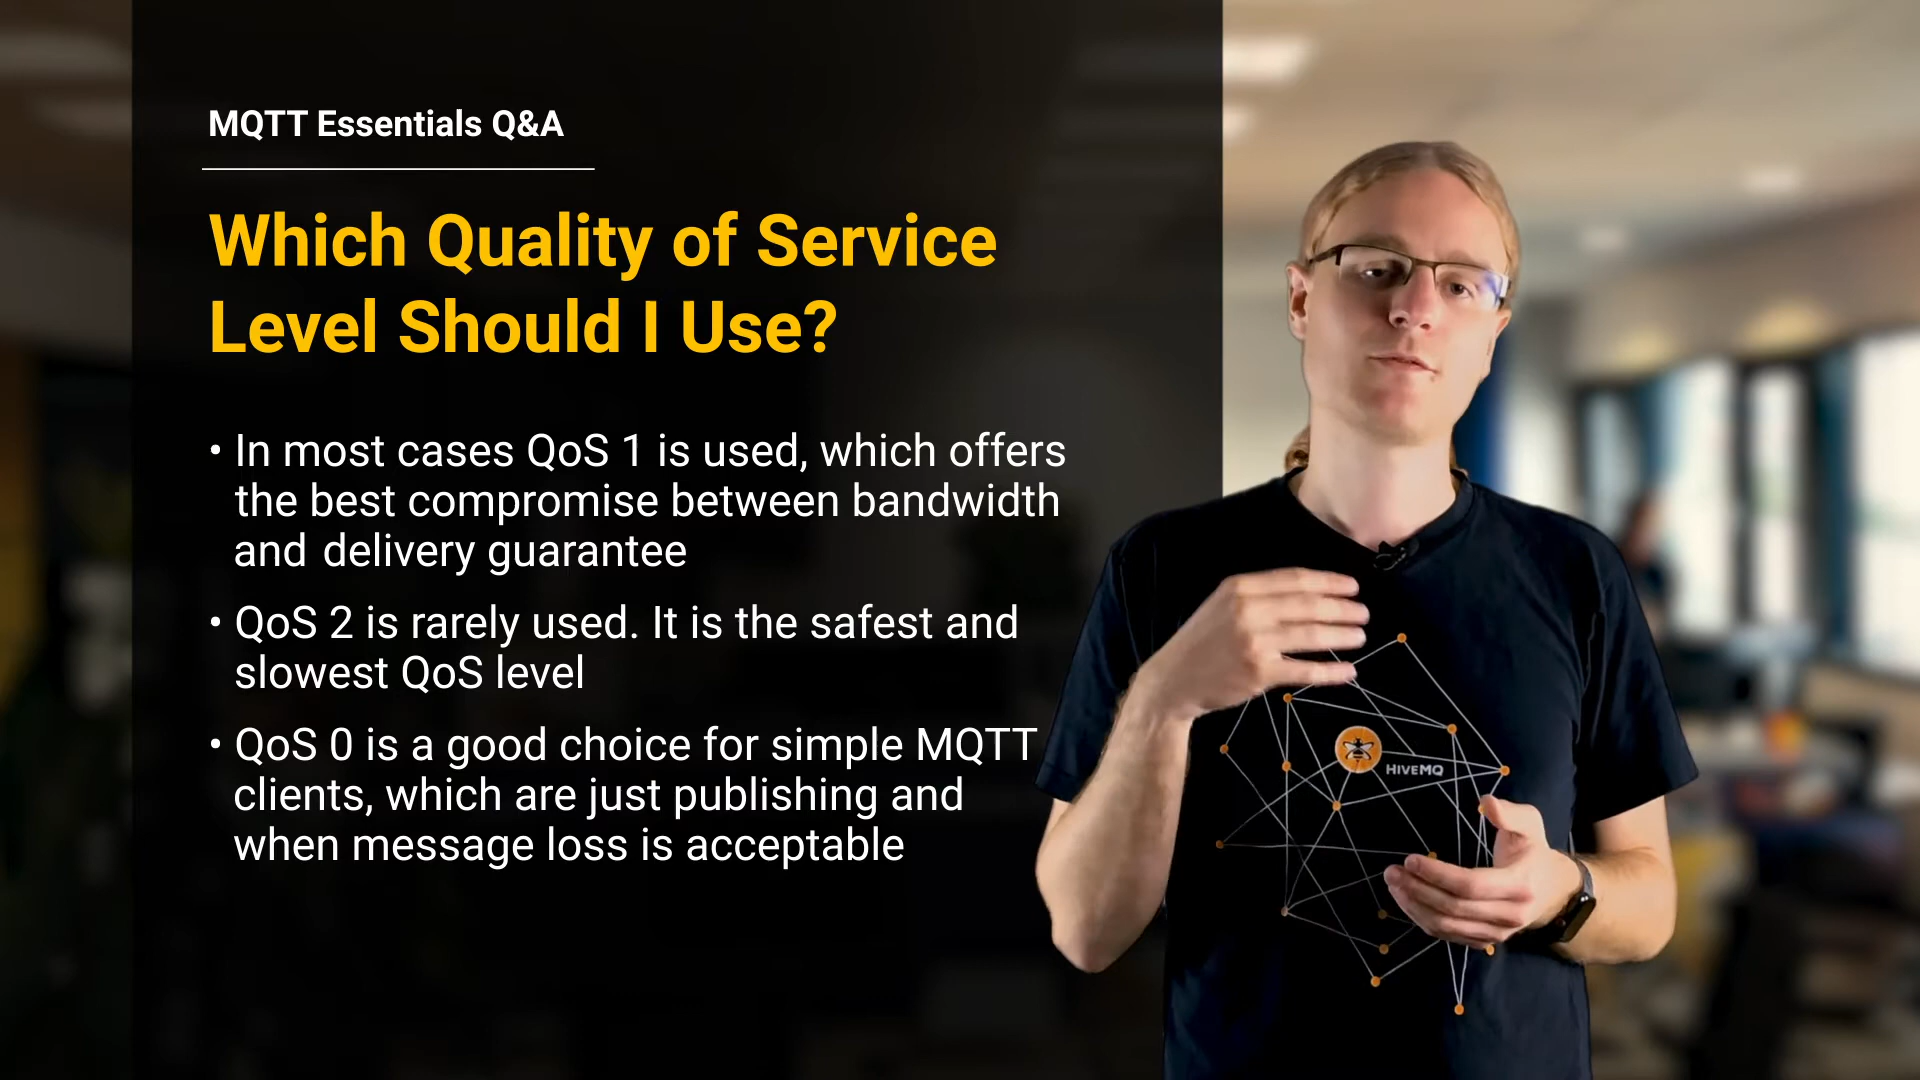 MQTT Essentials Q&A
Which Quality of Service
Level Should I Use?
• In most cases QoS 1 is used, which offers
the best compromise between bandwidth
and delivery guarantee
• QoS 2 is rarely used. It is the safest and
slowest QoS level
• QoS 0 is a good choice for simple MQTT
clients, which are just publishing and
when message loss is acceptable
HIVEMQ